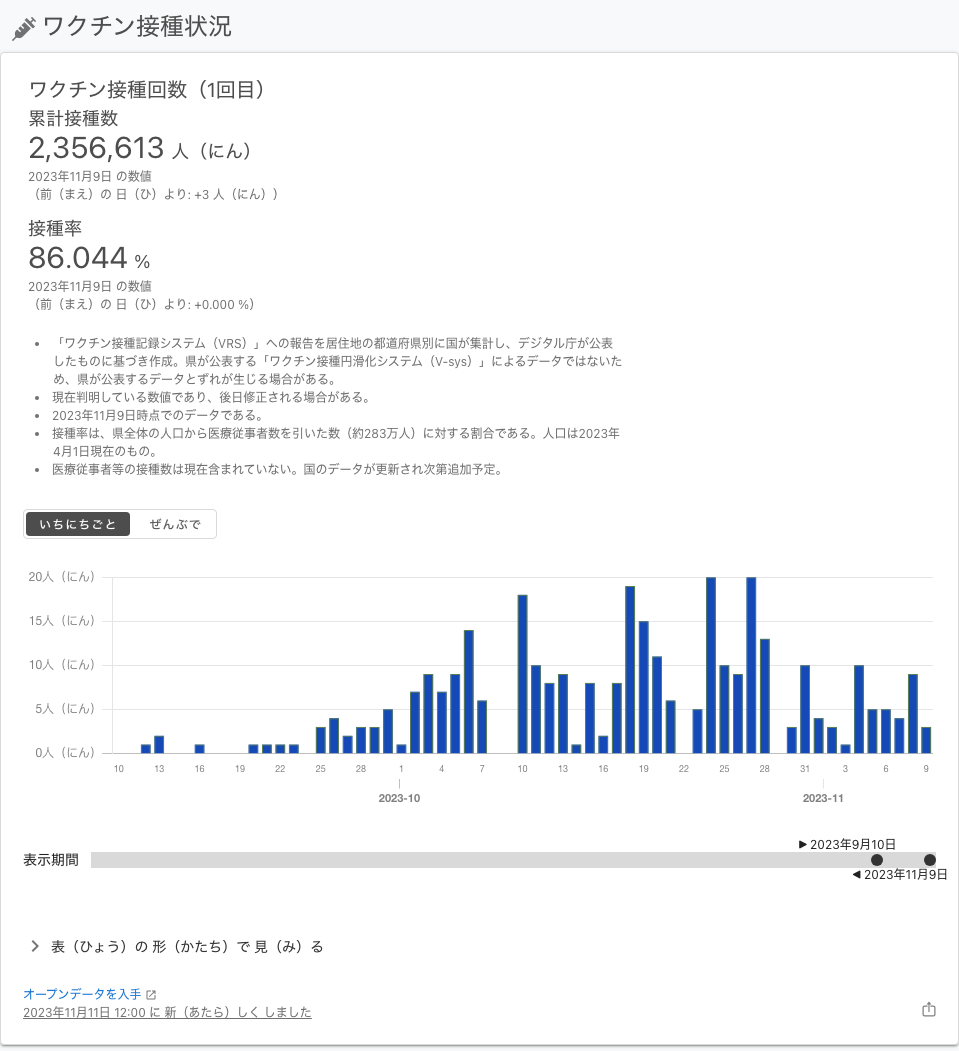 ワクチン接種状況
ワクチン接種回数（1回目）
累計接種数
2,356,613 人（にん）
2023年11月9日 の数値
（前（まえ）の 日（ひ）より: +3 人（にん））
接種率
86.044 %
2023年11月9日 の数値
（前（まえ）の 日（ひ）より: +0.000 %）
• 「ワクチン接種記録システム（VRS）」への報告を居住地の都道府県別に国が集計し、デジタル庁が公表
したものに基づき作成。県が公表する「ワクチン接種円滑化システム（V-sys）」によるデータではないた
め、県が公表するデータとずれが生じる場合がある。
• 現在判明している数値であり、後日修正される場合がある。
• 2023年11月9日時点でのデータである。
• 接種率は、県全体の人口から医療従事者数を引いた数（約283万人）に対する割合である。人口は2023年
4月1日現在のもの。
• 医療従事者等の接種数は現在含まれていない。国のデータが更新され次第追加予定。
いちにちごと ぜんぶで
20人（にん）
15人（にん）
10人（にん）
5人（にん）
0人（にん）
10 13 16 19 22 25 28 1 4 7 10 13 16 19 22 25 28 31 3 6 9
2023-10 2023-11
▶ 2023年9月10日
表示期間
◀ 2023年11月9日
表（ひょう）の 形（かたち）で 見（み）る
オープンデータを入手
2023年11月11日 12:00 に 新（あたら）しく しました